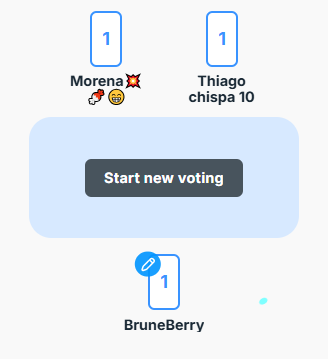 1
1
Morena💥
📌😁
Thiago
chispa 10
Start new voting
1
BruneBerry